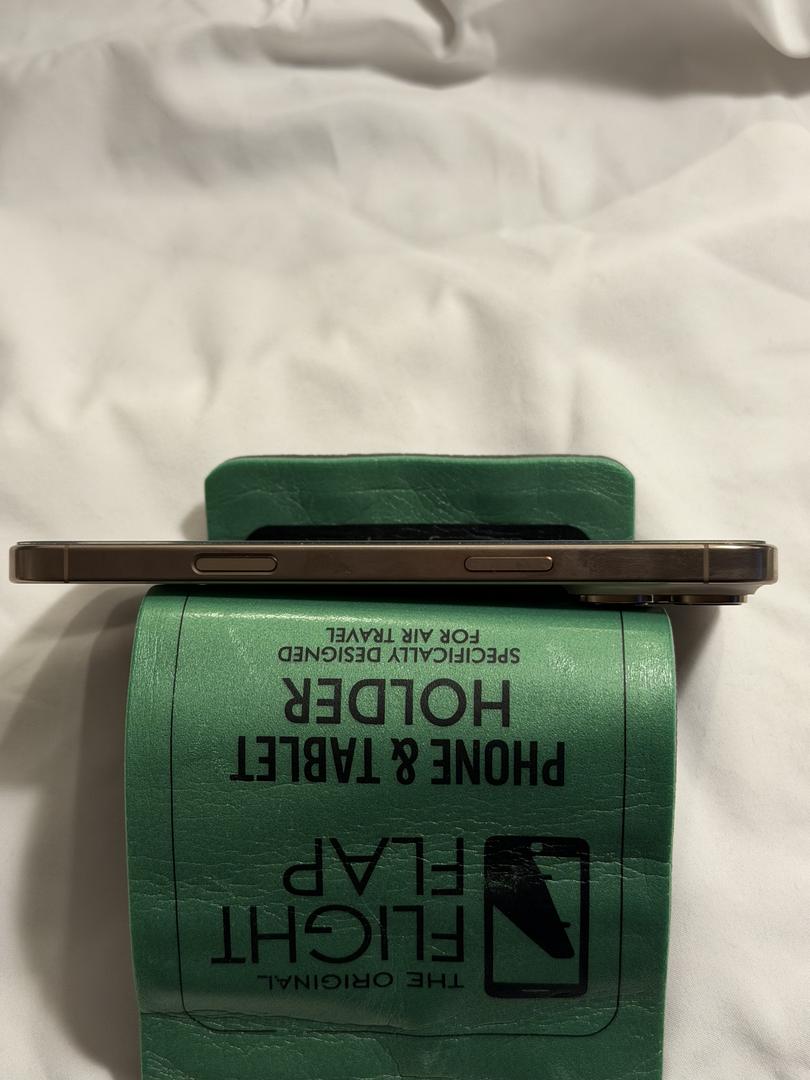 THE ORIGINAL
FLIGHT
FLAP
PHONE & TABLET
HOLDER
SPECIFICALLY DESIGNED
FOR AIR TRAVEL